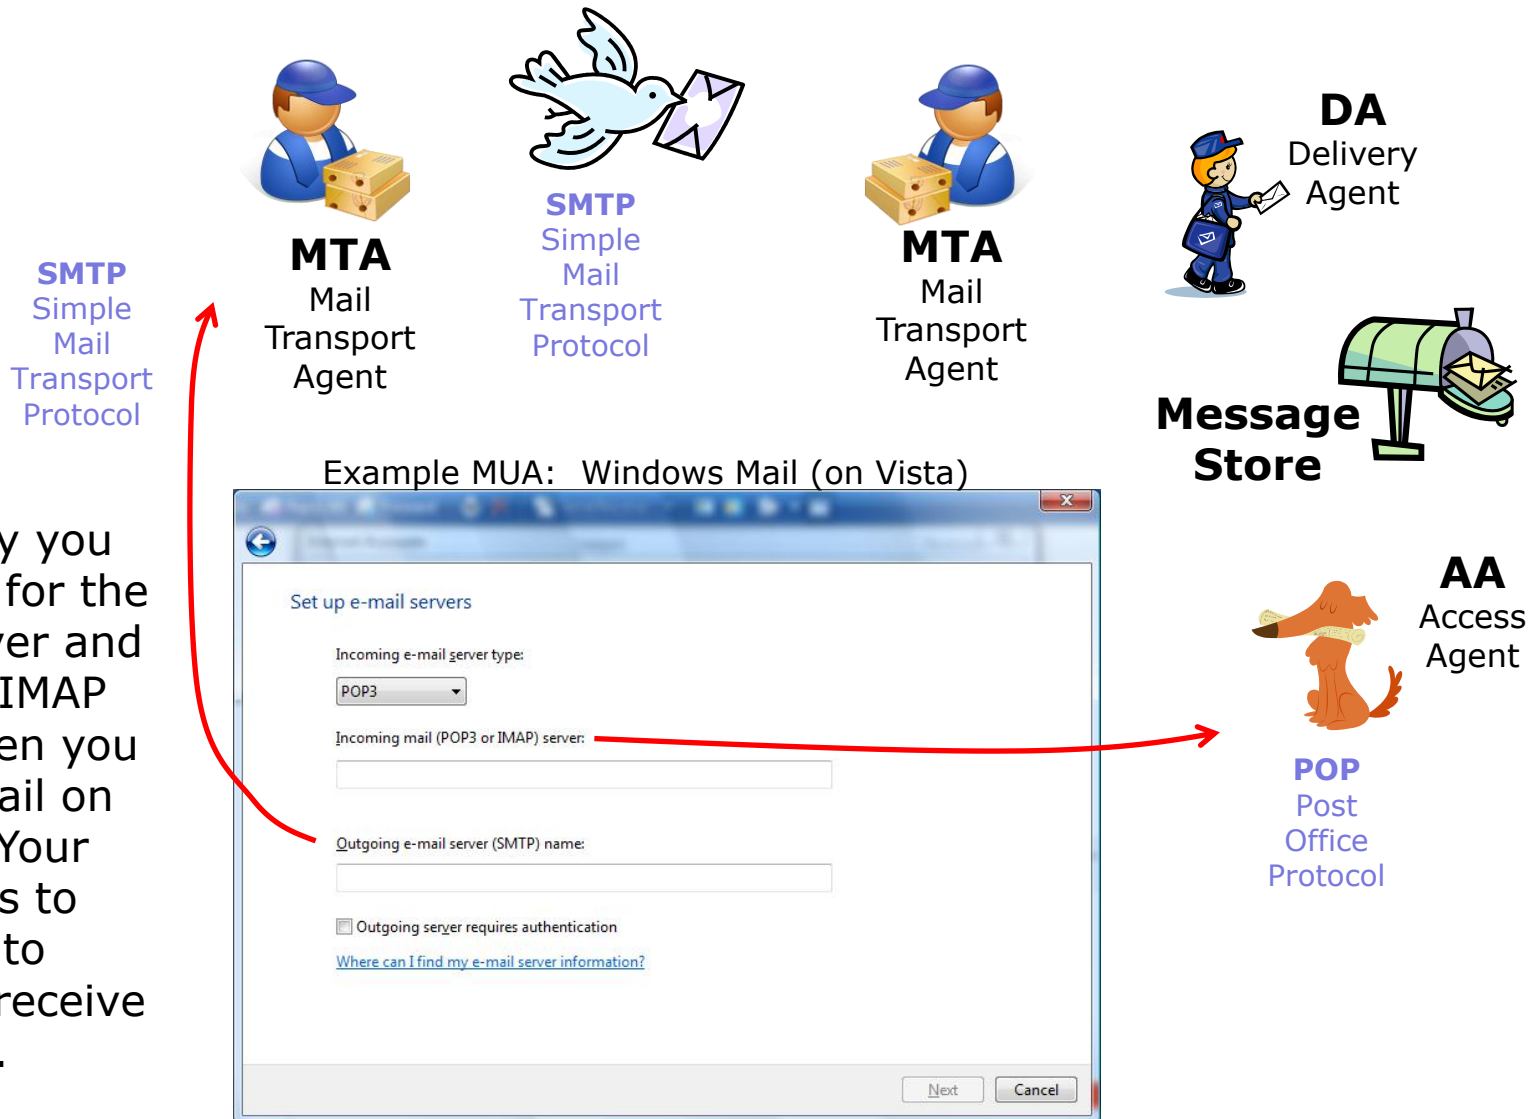 SMTP
Simple
Mail
Transport
Protocol
MTA
Mail
Transport
Agent
SMTP
Simple
Mail
Transport
Protocol
MTA
Mail
Transport
Agent
DA
Delivery
Agent
Message
Store
AA
Access
Agent
POP
Post
Office
Protocol
y you
for the
ver and
IMAP
en you
ail on
Your
s to
to
receive
.
Example MUA: Windows Mail (on Vista)
Set up e-mail servers
Incoming e-mail server type:
POP3
Incoming mail (POP3 or IMAP) server:
Outgoing e-mail server (SMTP) name:
Outgoing server requires authentication
Where can I find my e-mail server information?
Next Cancel